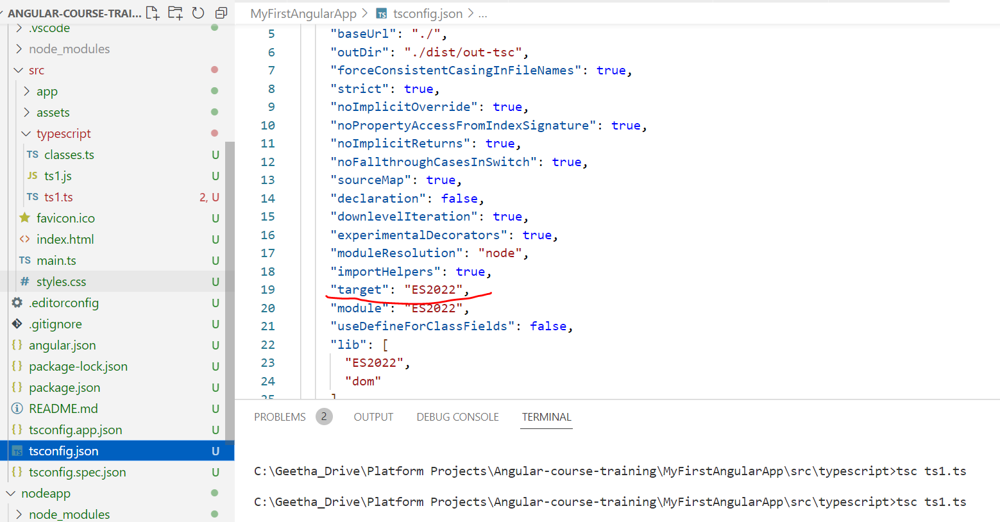 ANGULAR-COURSE-TRAI...
.vscode
node_modules
src
app
assets
typescript
TS classes.ts U
JS ts1.js U
TS ts1.ts 2, U
favicon.ico U
<> index.html U
TS main.ts U
# styles.css U
.editorconfig U
.gitignore U
{} angular.json U
{} package-lock.json U
{} package.json U
README.md U
{} tsconfig.app.json U
TS tsconfig.json U
{} tsconfig.spec.json U
nodeapp
node_modules
MyFirstAngularApp > TS tsconfig.json > ...
5 "baseUrl": "./",
6 "outDir": "./dist/out-tsc",
7 "forceConsistentCasingInFileNames": true,
8 "strict": true,
9 "noImplicitOverride": true,
10 "noPropertyAccessFromIndexSignature": true,
11 "noImplicitReturns": true,
12 "noFallthroughCasesInSwitch": true,
13 "sourceMap": true,
14 "declaration": false,
15 "downlevelIteration": true,
16 "experimentalDecorators": true,
17 "moduleResolution": "node",
18 "importHelpers": true,
19 "target": "ES2022",
20 "module": "ES2022",
21 "useDefineForClassFields": false,
22 "lib": [
23 "ES2022",
24 "dom"
25 ]
PROBLEMS 2 OUTPUT DEBUG CONSOLE TERMINAL
C:\Geetha_Drive\Platform Projects\Angular-course-training\MyFirstAngularApp\src\typescript>tsc ts1.ts
C:\Geetha_Drive\Platform Projects\Angular-course-training\MyFirstAngularApp\src\typescript>tsc ts1.ts